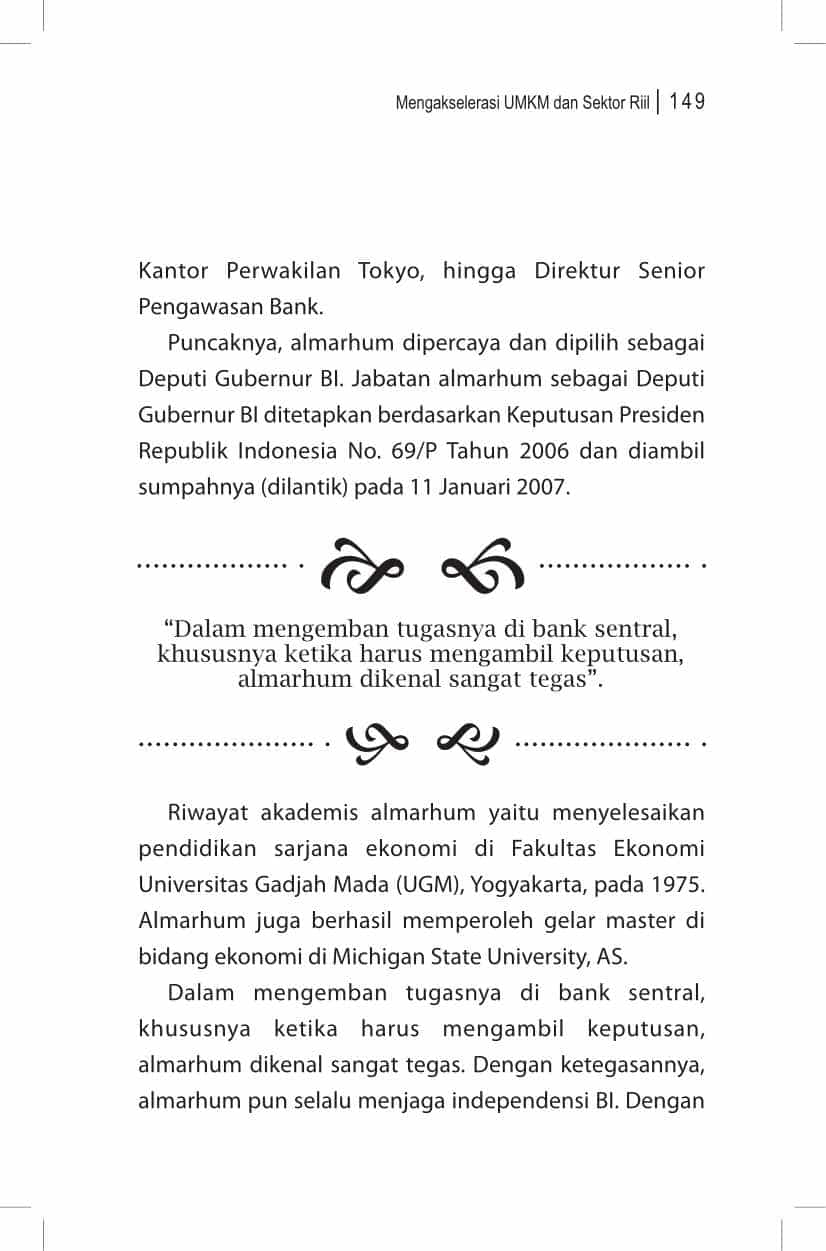 Mengakselerasi UMKM dan Sektor Riil | 149
Kantor Perwakilan Tokyo, hingga Direktur Senior
Pengawasan Bank.
Puncaknya, almarhum dipercaya dan dipilih sebagai
Deputi Gubernur BI. Jabatan almarhum sebagai Deputi
Gubernur BI ditetapkan berdasarkan Keputusan Presiden
Republik Indonesia No. 69/P Tahun 2006 dan diambil
sumpahnya (dilantik) pada 11 Januari 2007.
“Dalam mengemban tugasnya di bank sentral,
khususnya ketika harus mengambil keputusan,
almarhum dikenal sangat tegas”.
Riwayat akademis almarhum yaitu menyelesaikan
pendidikan sarjana ekonomi di Fakultas Ekonomi
Universitas Gadjah Mada (UGM), Yogyakarta, pada 1975.
Almarhum juga berhasil memperoleh gelar master di
bidang ekonomi di Michigan State University, AS.
Dalam mengemban tugasnya di bank sentral,
khususnya ketika harus mengambil keputusan,
almarhum dikenal sangat tegas. Dengan ketegasannya,
almarhum pun selalu menjaga independensi BI. Dengan